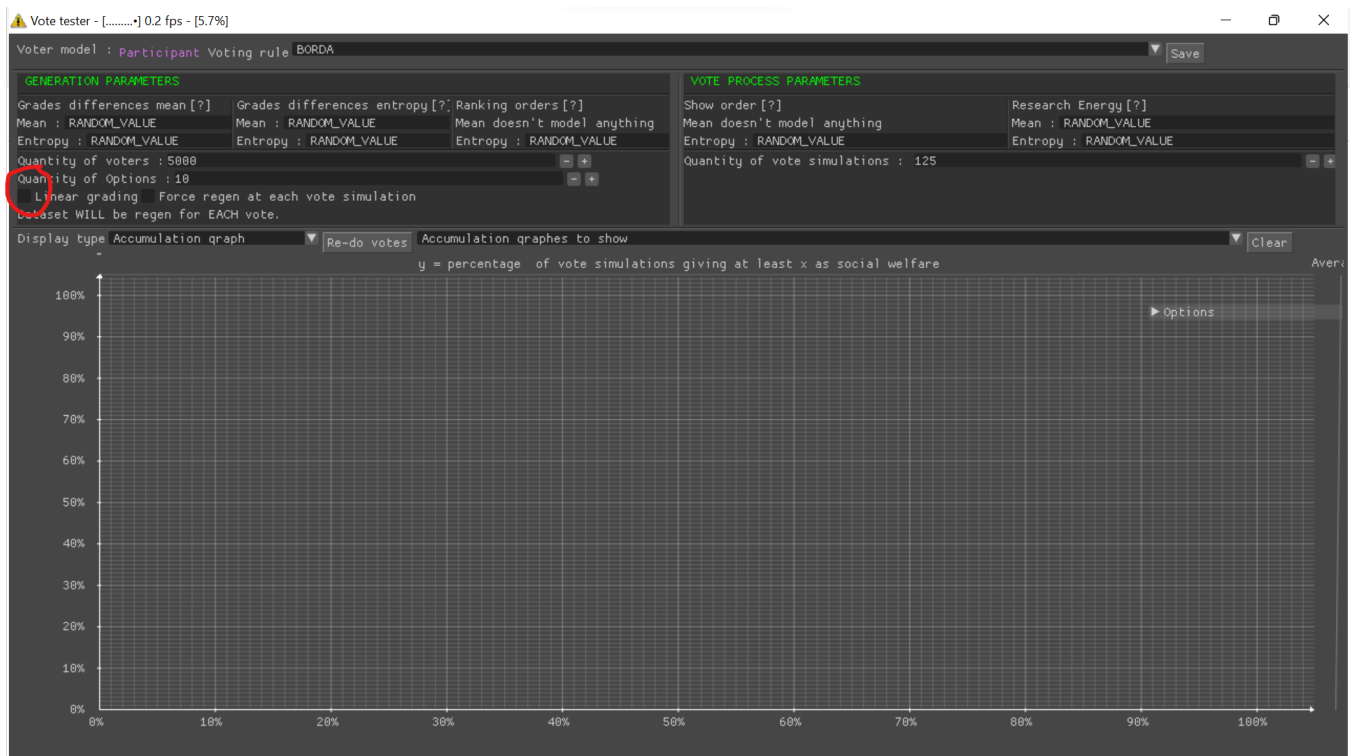 Vote tester - [.........•] 0.2 fps - [5.7%]
Voter model : Participant Voting rule BORDA Save
GENERATION PARAMETERS VOTE PROCESS PARAMETERS
Grades differences mean[?] Grades differences entropy[?] Ranking orders[?] Show order[?] Research Energy[?]
Mean : RANDOM_VALUE Mean : RANDOM_VALUE Mean doesn't model anything Mean doesn't model anything Mean : RANDOM_VALUE
Entropy : RANDOM_VALUE Entropy : RANDOM_VALUE Entropy : RANDOM_VALUE Entropy : RANDOM_VALUE Entropy : RANDOM_VALUE
Quantity of voters : 5000 - + Quantity of vote simulations : 125 - +
Quantity of Options : 10 - +
Linear grading Force regen at each vote simulation
Dataset WILL be regen for EACH vote.
Display type Accumulation graph Re-do votes Accumulation graphes to show Clear
y = percentage of vote simulations giving at least x as social welfare
100%
Options
90%
80%
70%
60%
50%
40%
30%
20%
10%
0%
0% 10% 20% 30% 40% 50% 60% 70% 80% 90% 100%